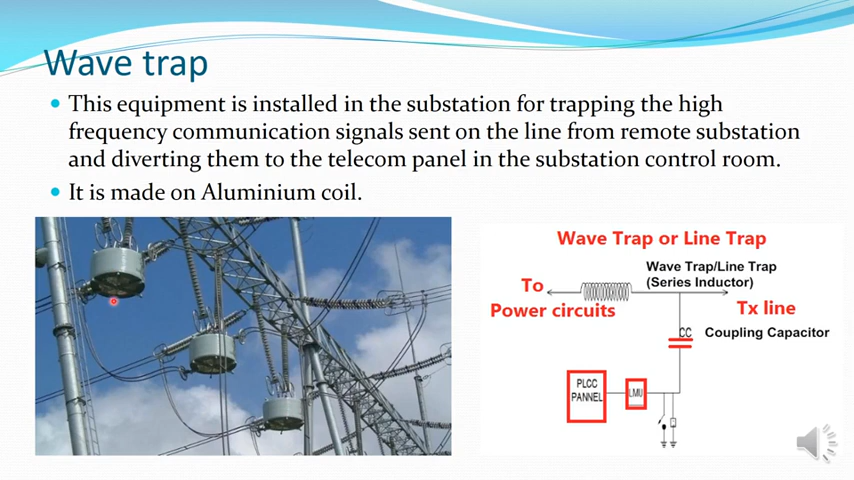 Wave trap
This equipment is installed in the substation for trapping the high
frequency communication signals sent on the line from remote substation
and diverting them to the telecom panel in the substation control room.
It is made on Aluminium coil.
Wave Trap or Line Trap
Wave Trap/Line Trap
(Series Inductor)
To
Power circuits
Tx line
CC
Coupling Capacitor
PLCC
PANNEL
LMU